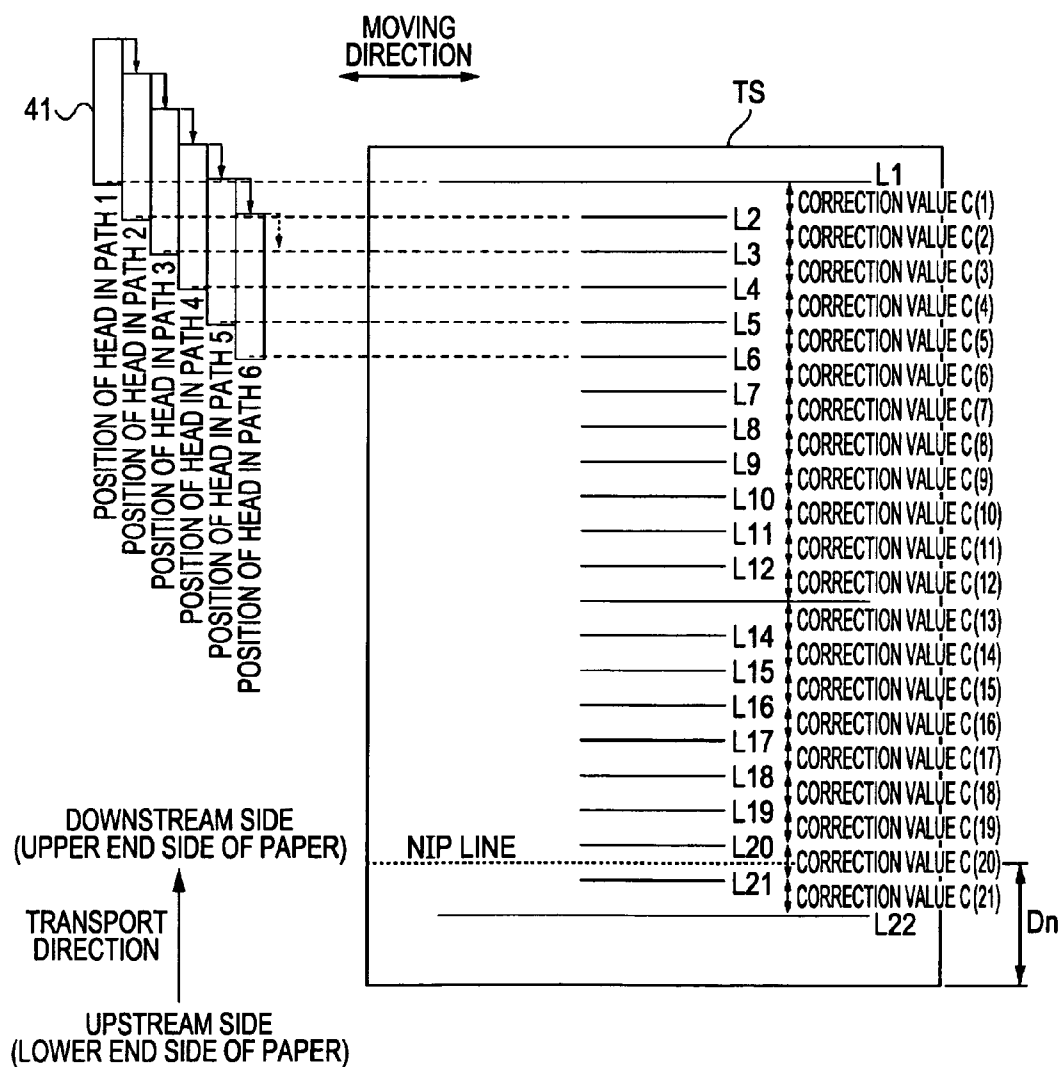 MOVING
DIRECTION
41
TS
L1
CORRECTION VALUE C(1)
L2
CORRECTION VALUE C(2)
L3
CORRECTION VALUE C(3)
L4
CORRECTION VALUE C(4)
L5
CORRECTION VALUE C(5)
L6
CORRECTION VALUE C(6)
L7
CORRECTION VALUE C(7)
L8
CORRECTION VALUE C(8)
L9
CORRECTION VALUE C(9)
L10
CORRECTION VALUE C(10)
L11
CORRECTION VALUE C(11)
L12
CORRECTION VALUE C(12)
CORRECTION VALUE C(13)
L14
CORRECTION VALUE C(14)
L15
CORRECTION VALUE C(15)
L16
CORRECTION VALUE C(16)
L17
CORRECTION VALUE C(17)
L18
CORRECTION VALUE C(18)
L19
CORRECTION VALUE C(19)
L20
CORRECTION VALUE C(20)
L21
CORRECTION VALUE C(21)
L22
POSITION OF HEAD IN PATH 1
POSITION OF HEAD IN PATH 2
POSITION OF HEAD IN PATH 3
POSITION OF HEAD IN PATH 4
POSITION OF HEAD IN PATH 5
POSITION OF HEAD IN PATH 6
NIP LINE
Dn
DOWNSTREAM SIDE
(UPPER END SIDE OF PAPER)
TRANSPORT
DIRECTION
UPSTREAM SIDE
(LOWER END SIDE OF PAPER)